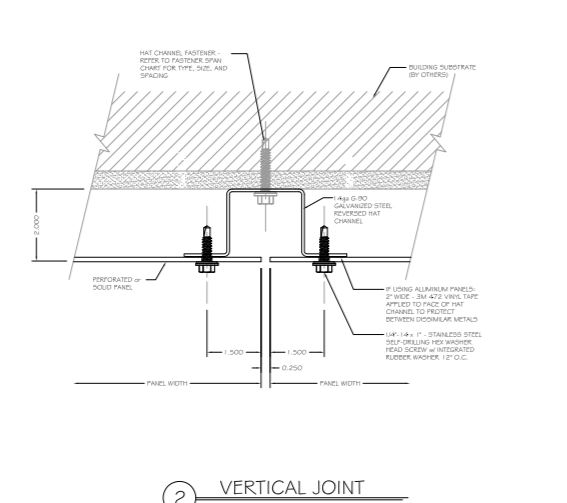 HAT CHANNEL FASTENER -
REFER TO FASTENER SPAN
CHART FOR TYPE, SIZE, AND
SPACING
BUILDING SUBSTRATE
(BY OTHERS)
14ga G-90
GALVANIZED STEEL
REVERSED HAT
CHANNEL
2.000
PERFORATED or
SOLID PANEL
IF USING ALUMINUM PANELS:
2" WIDE - 3M 472 VINYL TAPE
APPLIED TO FACE OF HAT
CHANNEL TO PROTECT
BETWEEN DISSIMILAR METALS
1/4"-14 x 1" - STAINLESS STEEL
SELF-DRILLING HEX WASHER
HEAD SCREW w/ INTEGRATED
RUBBER WASHER 12" O.C.
1.500
1.500
0.250
PANEL WIDTH
PANEL WIDTH
2
VERTICAL JOINT